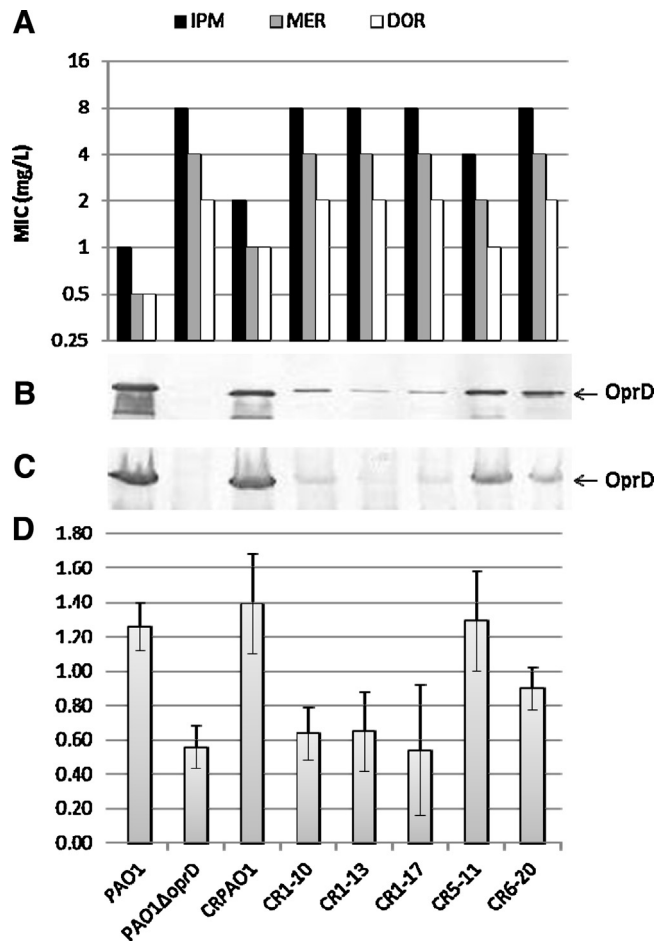 A
IPM MER DOR
16
8
4
2
1
0.5
0.25
MIC (mg/L)
B
← OprD
C
← OprD
D
1.80
1.60
1.40
1.20
1.00
0.80
0.60
0.40
0.20
0.00
PAO1
PAO1ΔoprD
CRPAO1
CR1-10
CR1-13
CR1-17
CR5-11
CR6-20